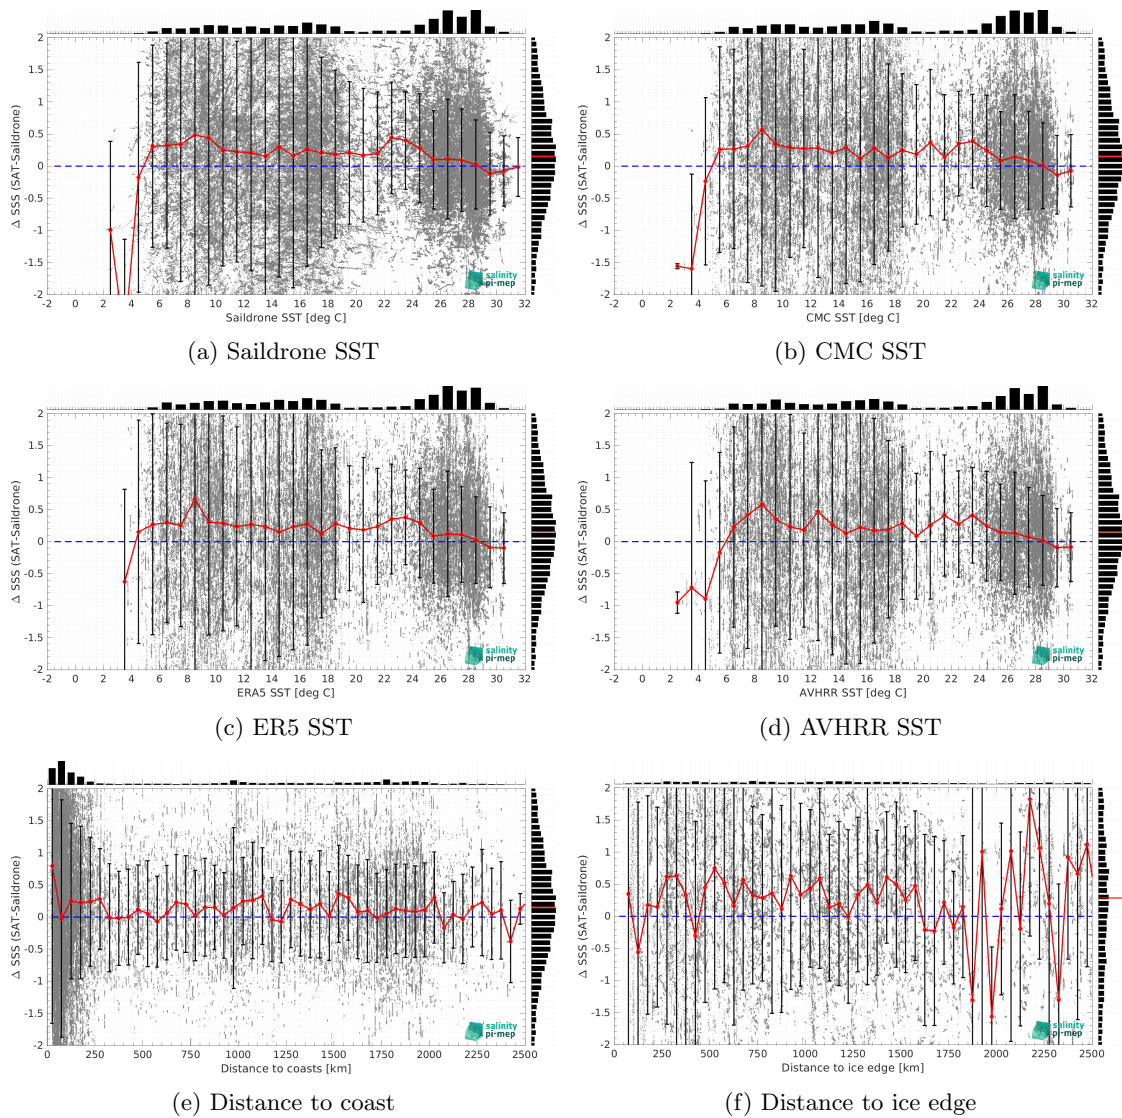 2
1.5
1
0.5
0
-0.5
-1
-1.5
-2
Δ SSS (SAT-Saildrone)
-2 0 2 4 6 8 10 12 14 16 18 20 22 24 26 28 30 32
Saildrone SST [deg C]
salinity
pi-mep
(a) Saildrone SST
2
1.5
1
0.5
0
-0.5
-1
-1.5
-2
Δ SSS (SAT-Saildrone)
-2 0 2 4 6 8 10 12 14 16 18 20 22 24 26 28 30 32
CMC SST [deg C]
salinity
pi-mep
(b) CMC SST
2
1.5
1
0.5
0
-0.5
-1
-1.5
-2
Δ SSS (SAT-Saildrone)
-2 0 2 4 6 8 10 12 14 16 18 20 22 24 26 28 30 32
ERA5 SST [deg C]
salinity
pi-mep
(c) ER5 SST
2
1.5
1
0.5
0
-0.5
-1
-1.5
-2
Δ SSS (SAT-Saildrone)
-2 0 2 4 6 8 10 12 14 16 18 20 22 24 26 28 30 32
AVHRR SST [deg C]
salinity
pi-mep
(d) AVHRR SST
2
1.5
1
0.5
0
-0.5
-1
-1.5
-2
Δ SSS (SAT-Saildrone)
0 250 500 750 1000 1250 1500 1750 2000 2250 2500
Distance to coasts [km]
salinity
pi-mep
(e) Distance to coast
2
1.5
1
0.5
0
-0.5
-1
-1.5
-2
Δ SSS (SAT-Saildrone)
0 250 500 750 1000 1250 1500 1750 2000 2250 2500
Distance to ice edge [km]
salinity
pi-mep
(f) Distance to ice edge